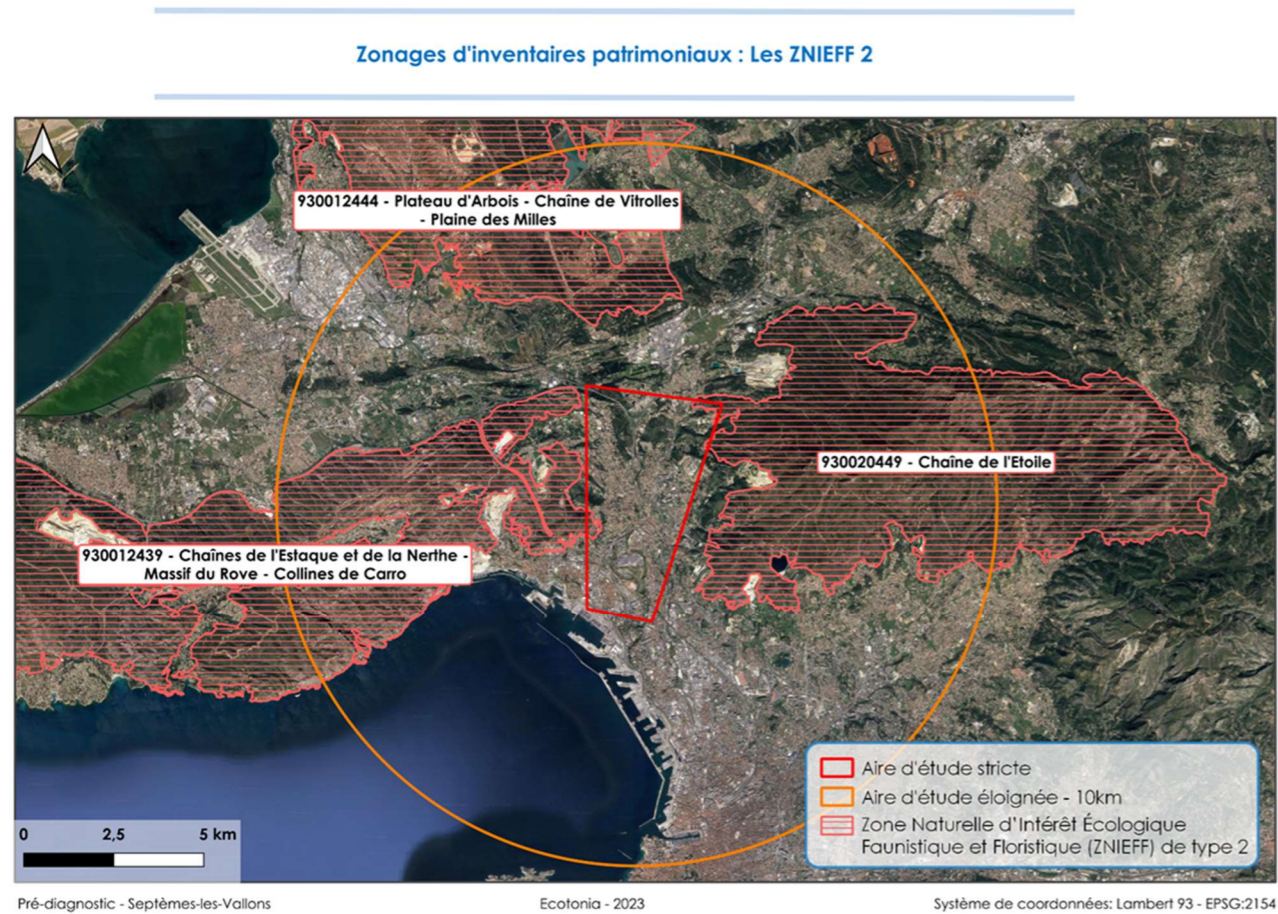 Zonages d'inventaires patrimoniaux : Les ZNIEFF 2
930012444 - Plateau d'Arbois - Chaîne de Vitrolles
- Plaine des Milles
930020449 - Chaîne de l'Etoile
930012439 - Chaînes de l'Estaque et de la Nerthe -
Massif du Rove - Collines de Carro
Aire d'étude stricte
Aire d'étude éloignée - 10km
Zone Naturelle d'Intérêt Écologique
Faunistique et Floristique (ZNIEFF) de type 2
0 2,5 5 km
Pré-diagnostic - Septèmes-les-Vallons
Ecotonia - 2023
Système de coordonnées: Lambert 93 - EPSG:2154